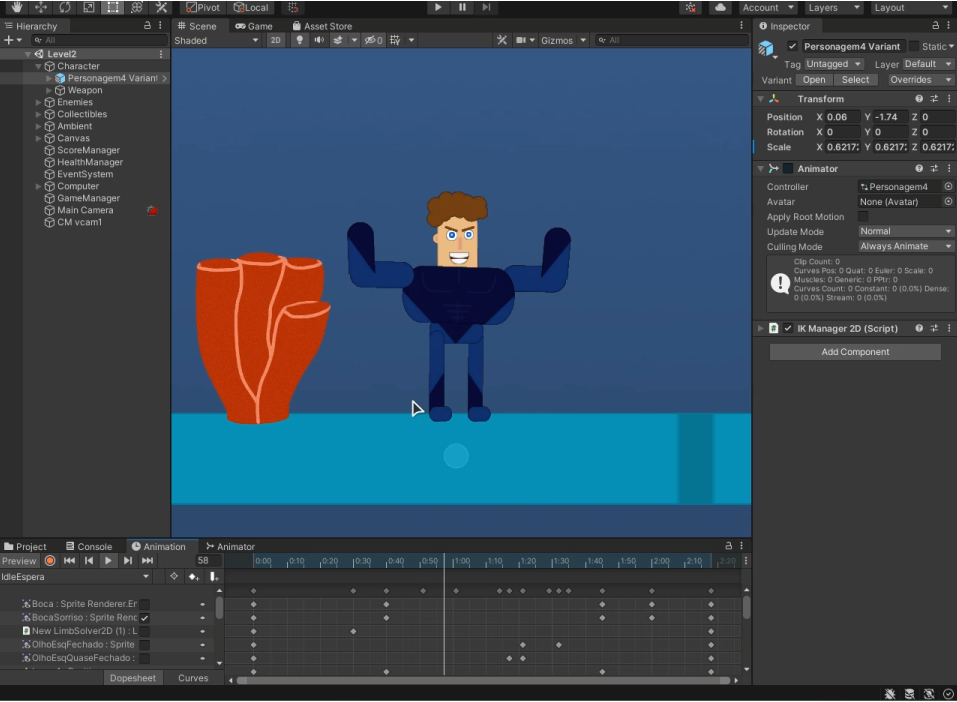 Pivot Local Account Layers Layout
Hierarchy
All
Level2
Character
Personagem4 Variant
Weapon
Enemies
Collectibles
Ambient
Canvas
ScoreManager
HealthManager
EventSystem
Computer
GameManager
Main Camera
CM vcam1
Scene Game Asset Store
Shaded 2D 0 Gizmos All
Inspector
Personagem4 Variant Static
Tag Untagged Layer Default
Variant Open Select Overrides
Transform
Position X 0.06 Y -1.74 Z 0
Rotation X 0 Y 0 Z 0
Scale X 0.6217 Y 0.6217 Z 0.6217
Animator
Controller Personagem4
Avatar None (Avatar)
Apply Root Motion
Update Mode Normal
Culling Mode Always Animate
Clip Count: 0
Curves Pos: 0 Quat: 0 Euler: 0 Scale: 0
Muscles: 0 Generic: 0 PPtr: 0
Curves Count: 0 Constant: 0 (0.0%) Dense:
0 (0.0%) Stream: 0 (0.0%)
IK Manager 2D (Script)
Add Component
Project Console Animation Animator
Preview 58 0:00 0:10 0:20 0:30 0:40 0:50 1:00 1:10 1:20 1:30 1:40 1:50 2:00 2:10 2:20
IdleEspera
Boca : Sprite Renderer.En
BocaSorriso : Sprite Rend
New LimbSolver2D (1) : L
OlhoEsqFechado : Sprite
OlhoEsqQuaseFechado :
Dopesheet Curves